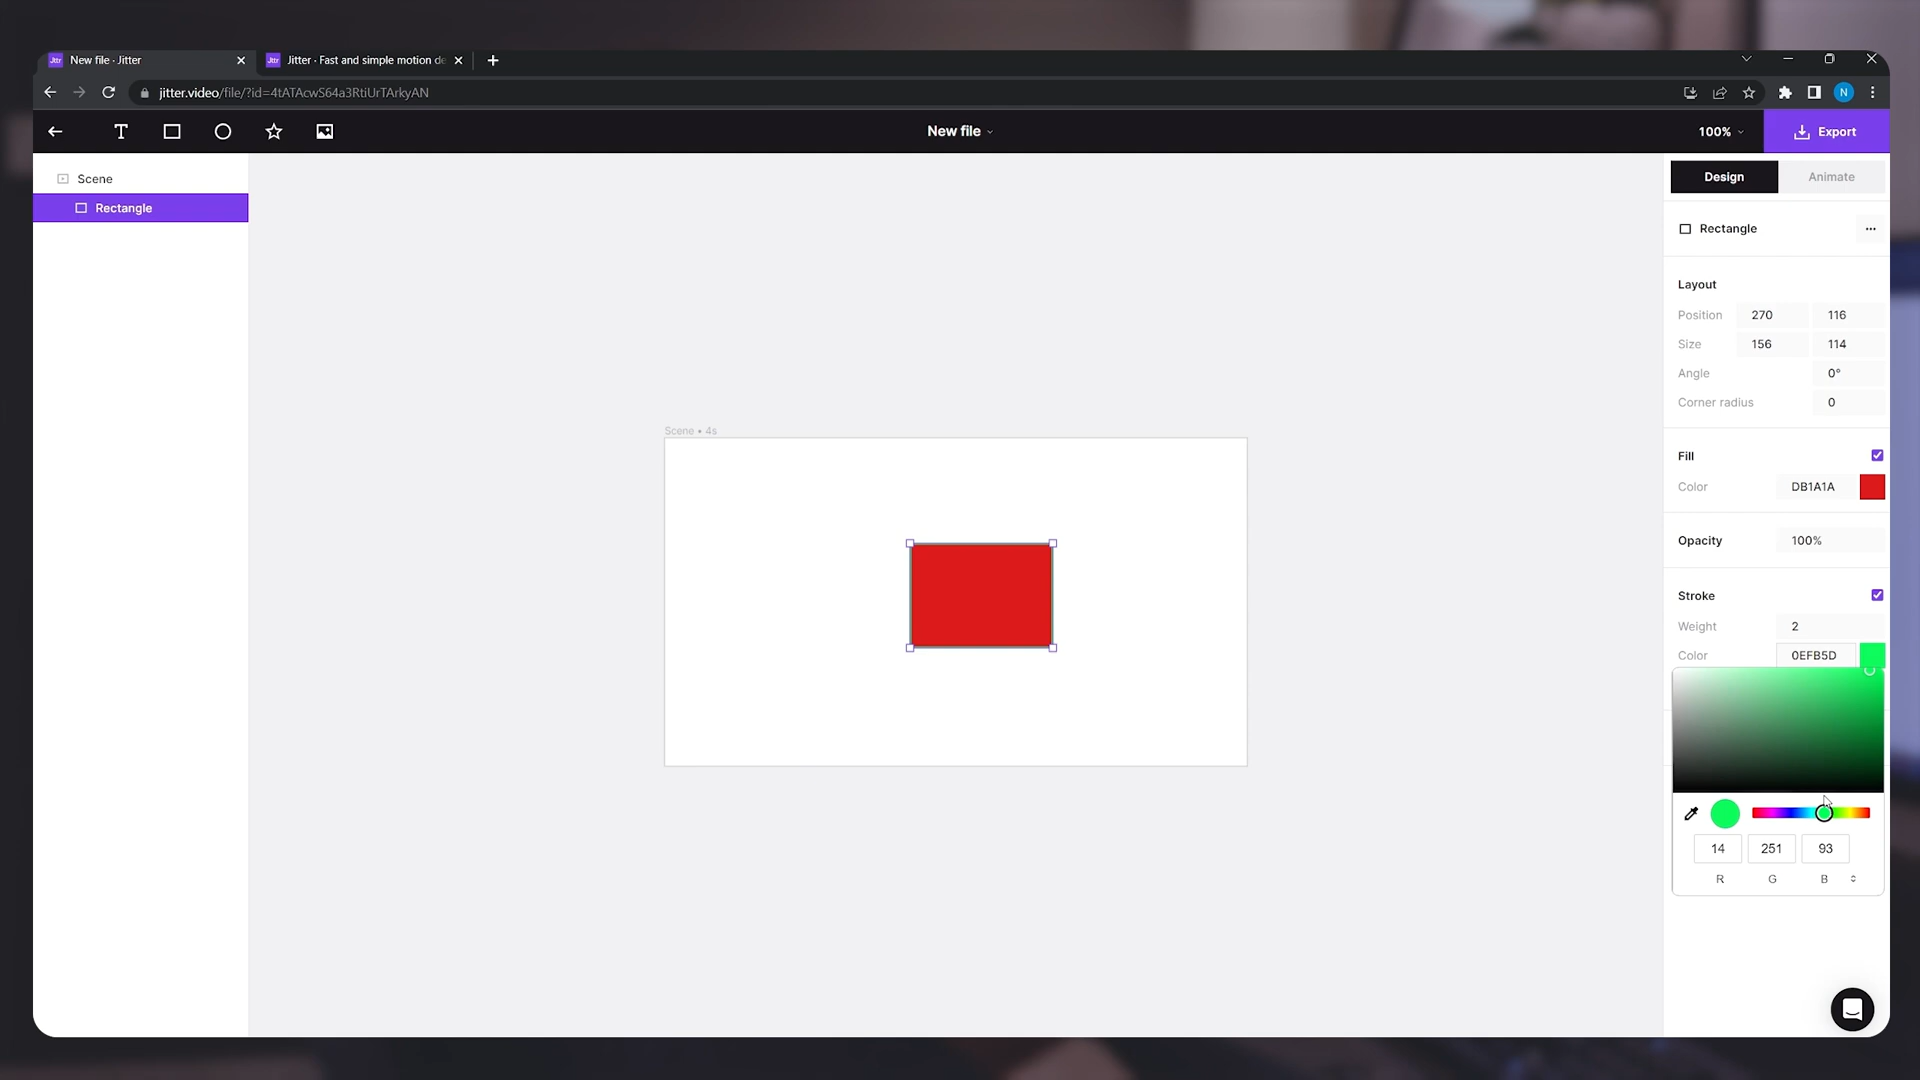 New file · Jitter
Jitter · Fast and simple motion de
jitter.video/file/?id=4tATAcwS64a3RtiUrTArkyAN
N
T
New file
100%
Export
Scene
Rectangle
Design
Animate
Rectangle
Layout
Position 270 116
Size 156 114
Angle 0°
Corner radius 0
Scene • 4s
Fill
Color DB1A1A
Opacity 100%
Stroke
Weight 2
Color 0EFB5D
14 251 93
R G B